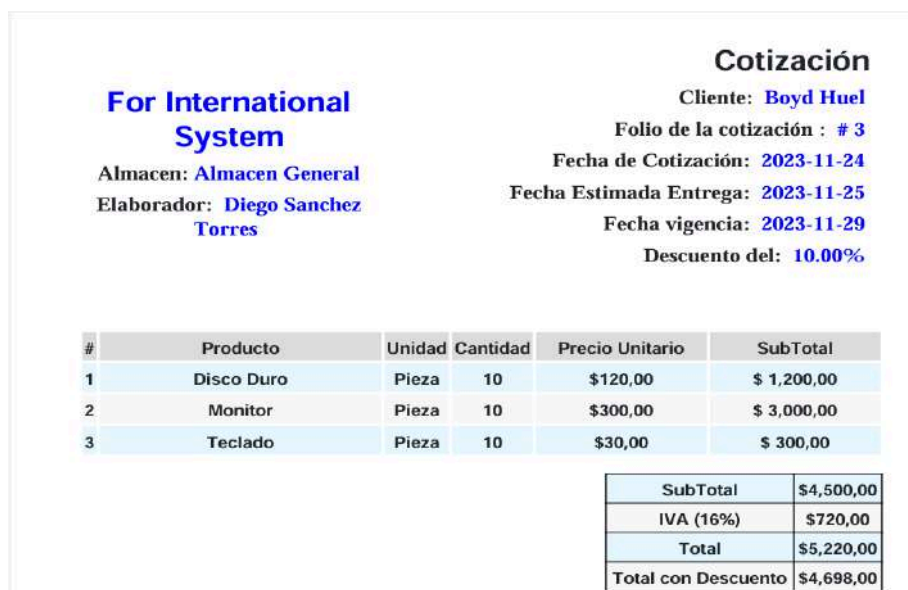 Cotización
For International
System
Almacen: Almacen General
Elaborador: Diego Sanchez
Torres
Cliente: Boyd Huel
Folio de la cotización : # 3
Fecha de Cotización: 2023-11-24
Fecha Estimada Entrega: 2023-11-25
Fecha vigencia: 2023-11-29
Descuento del: 10.00%
# Producto Unidad Cantidad Precio Unitario SubTotal
1 Disco Duro Pieza 10 $120,00 $ 1,200,00
2 Monitor Pieza 10 $300,00 $ 3,000,00
3 Teclado Pieza 10 $30,00 $ 300,00
SubTotal $4,500,00
IVA (16%) $720,00
Total $5,220,00
Total con Descuento $4,698,00